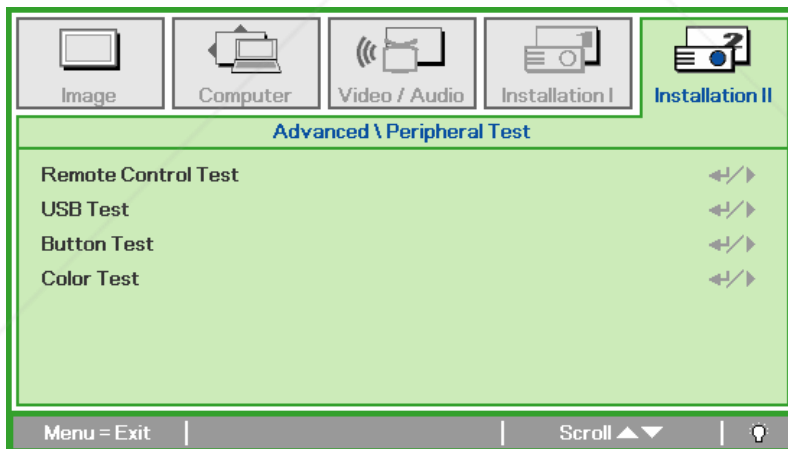 Image Computer Video / Audio Installation I Installation II
Advanced \ Peripheral Test
Remote Control Test
USB Test
Button Test
Color Test
Menu = Exit Scroll